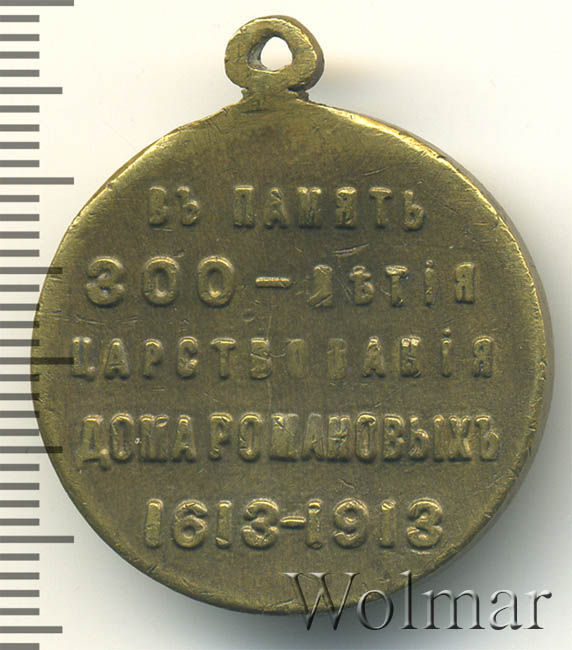 ВЪ ПАМЯТЬ
300-ЛѢТІЯ
ЦАРСТВОВАНІЯ
ДОМА РОМАНОВЫХЪ
1613-1913
Wolmar